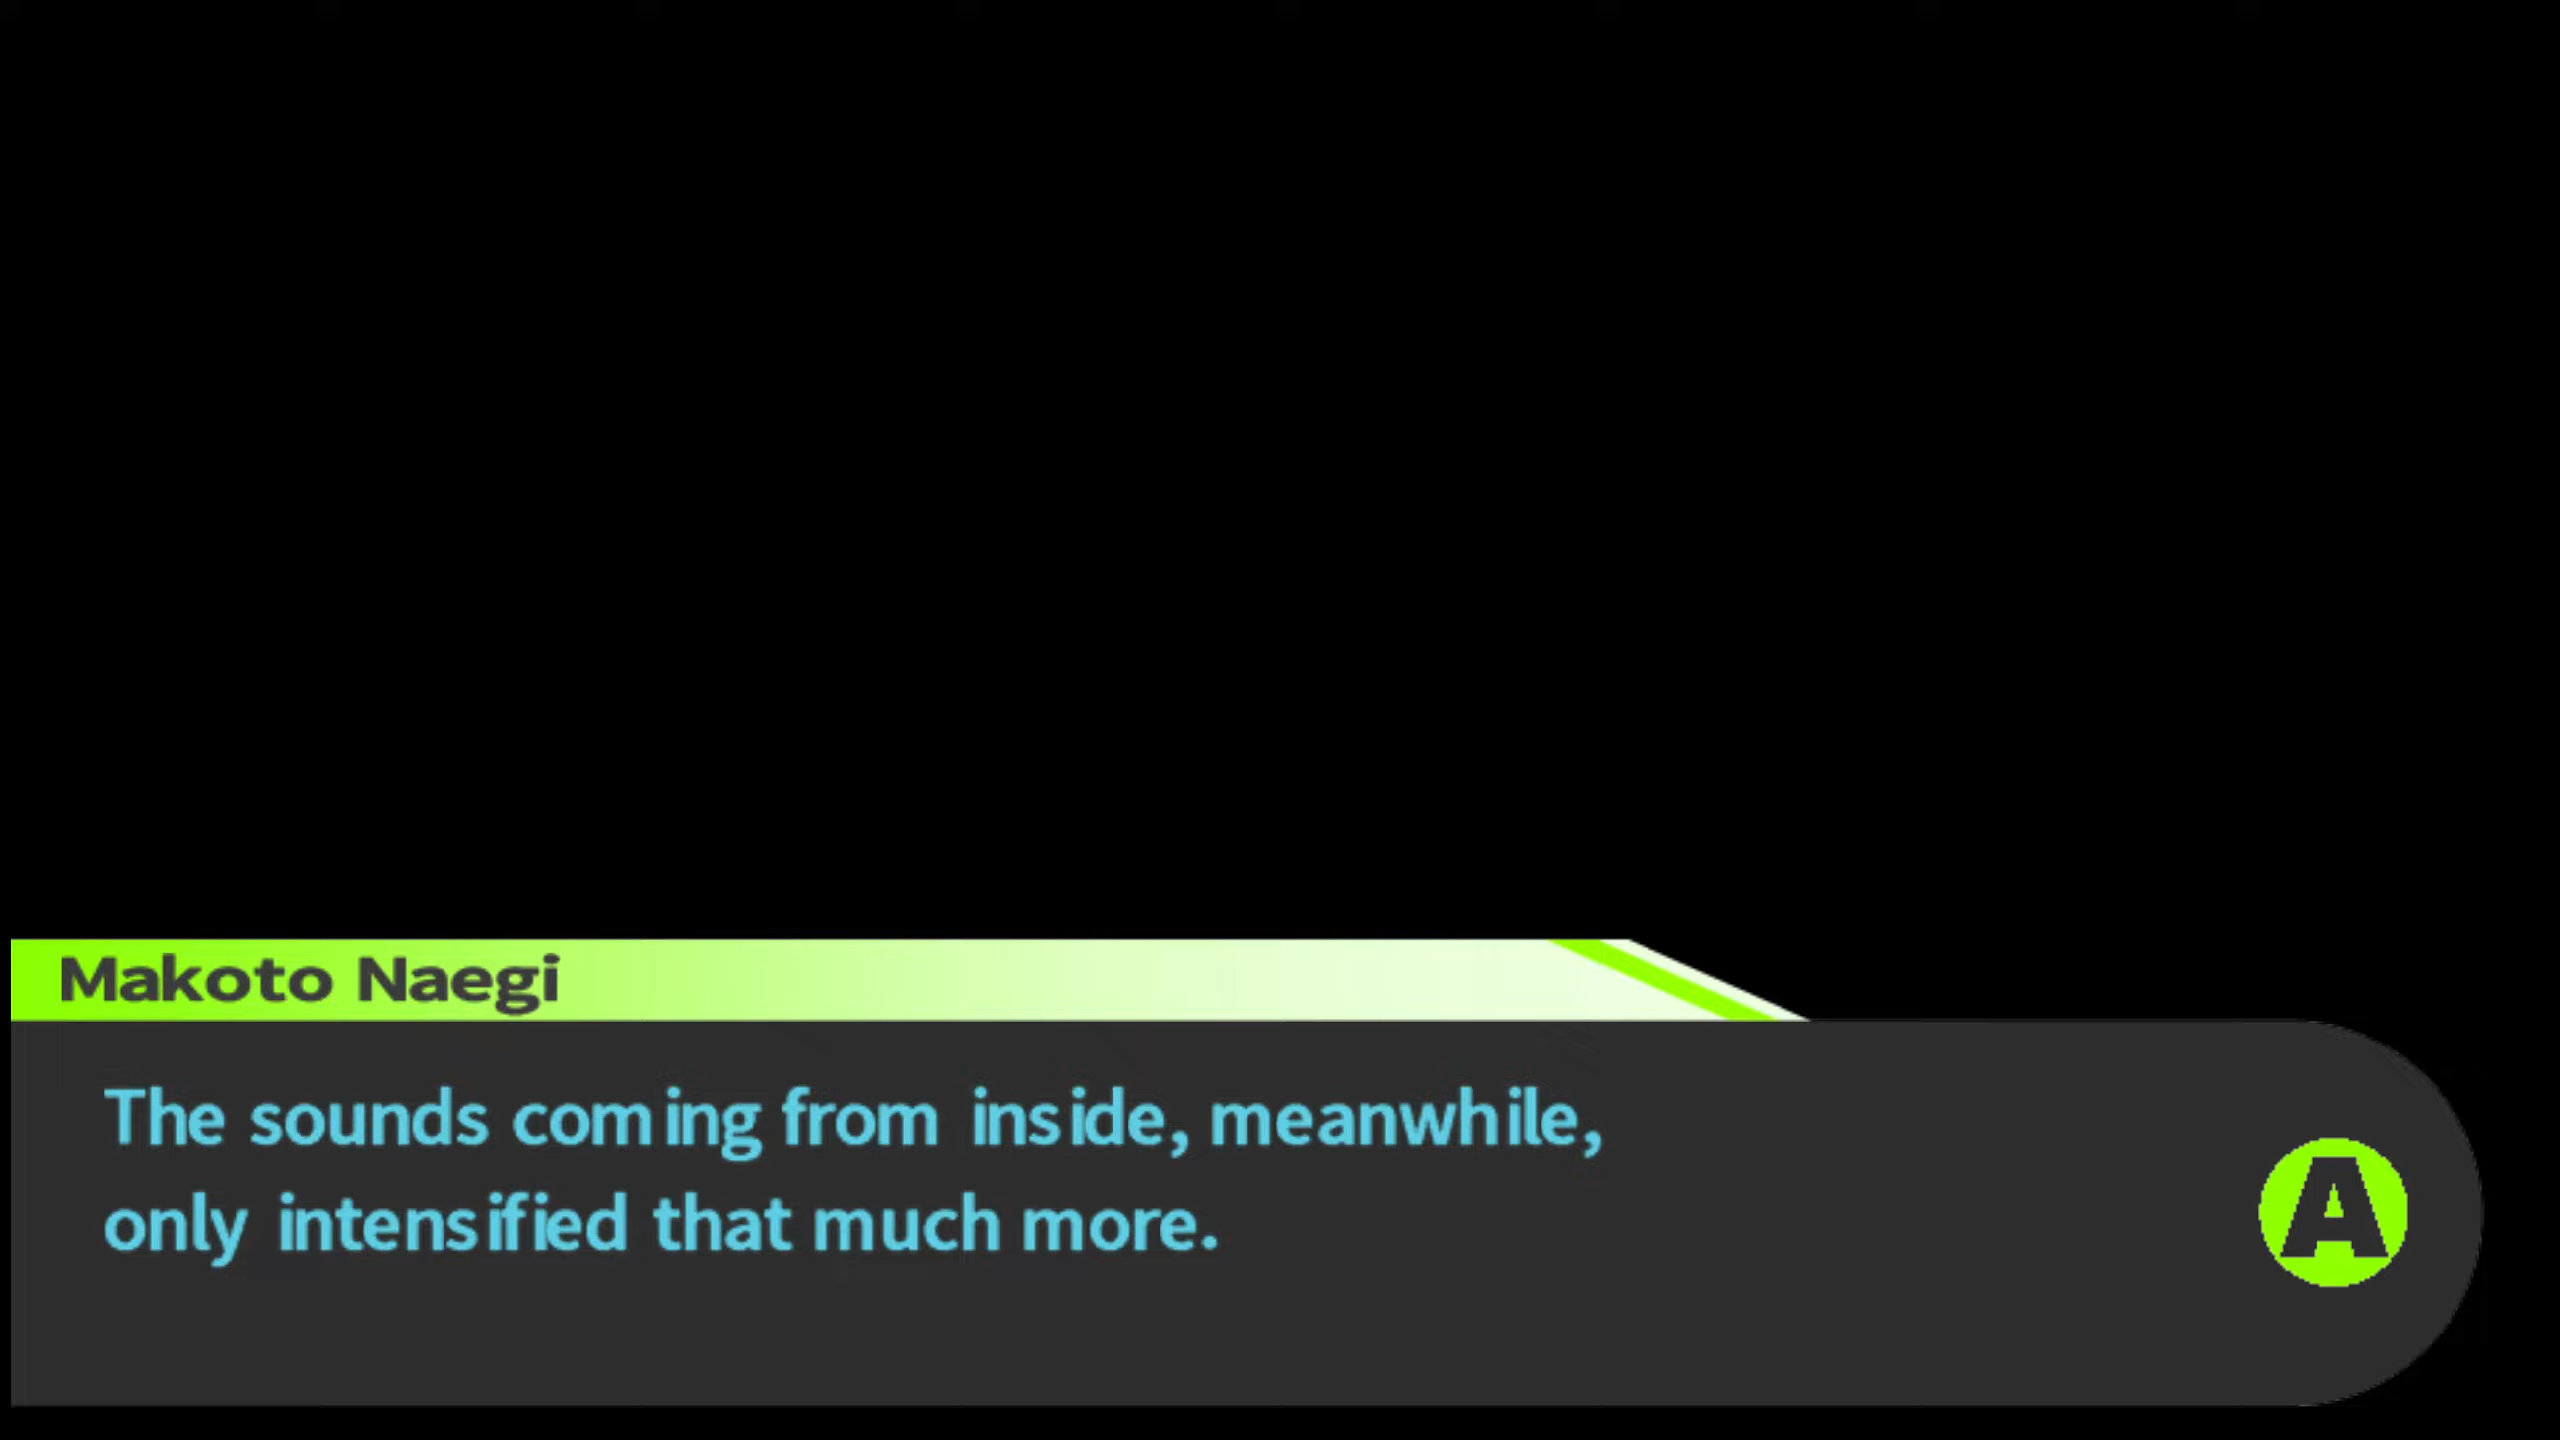 Makoto Naegi
The sounds coming from inside, meanwhile,
only intensified that much more.
A